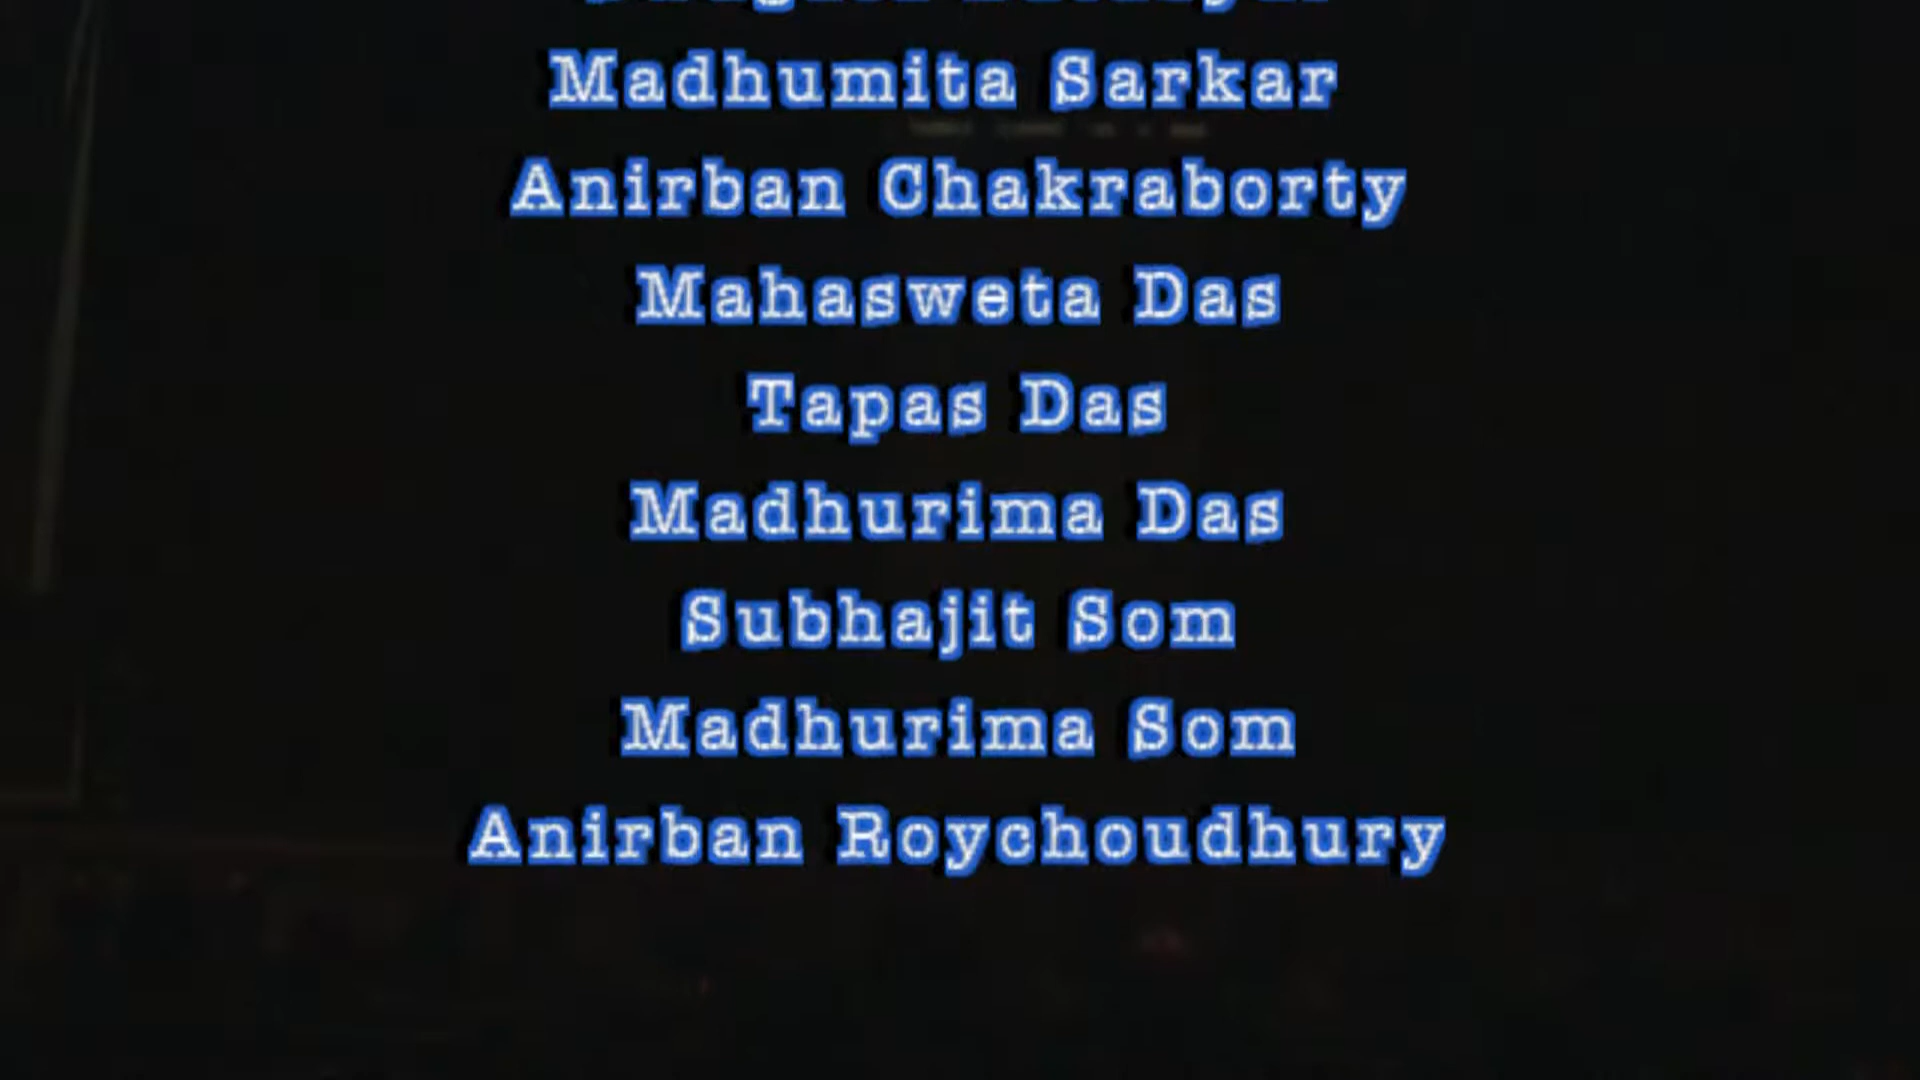 Madhumita Sarkar
Anirban Chakraborty
Mahasweta Das
Tapas Das
Madhurima Das
Subhajit Som
Madhurima Som
Anirban Roychoudhury